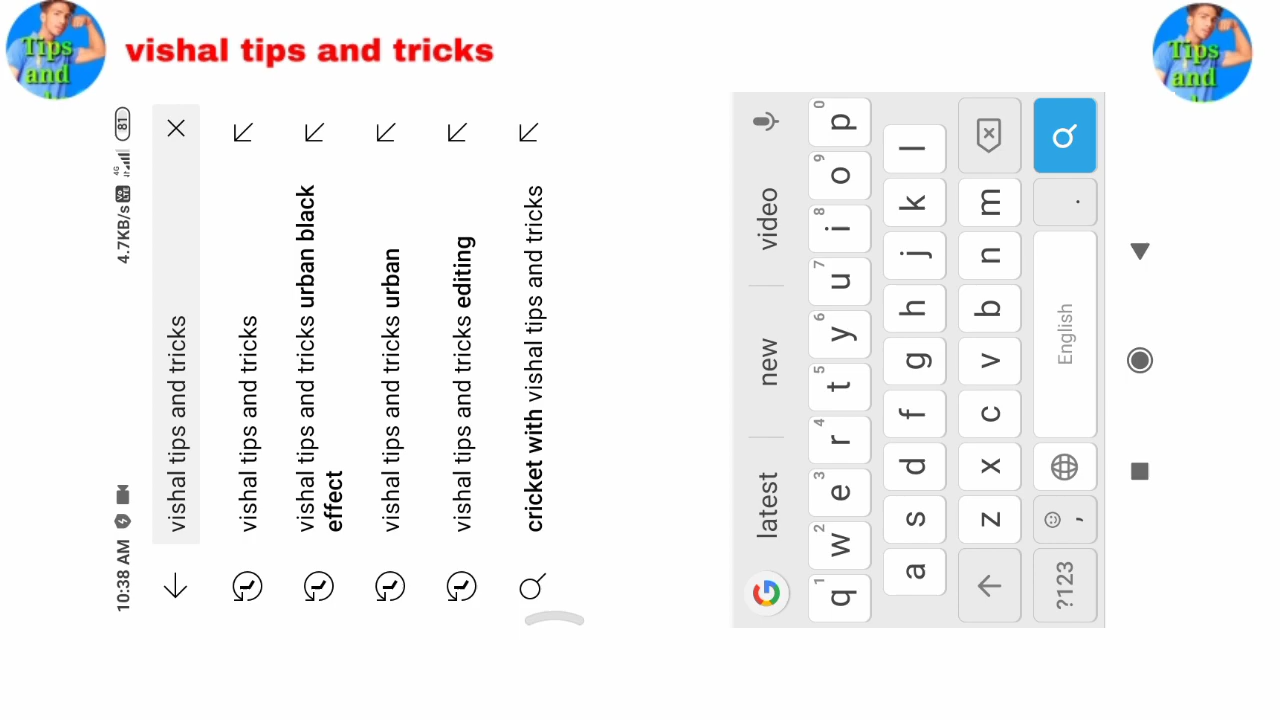 Tips
and
vishal tips and tricks
Tips
and
10:38 AM
4.7KB/s Vo LTE 4G 81
vishal tips and tricks
vishal tips and tricks
vishal tips and tricks urban black
effect
vishal tips and tricks urban
vishal tips and tricks editing
cricket with vishal tips and tricks
latest new video
q 1 w 2 e 3 r 4 t 5 y 6 u 7 i 8 o 9 p 0
a s d f g h j k l
z x c v b n m
?123 , English .